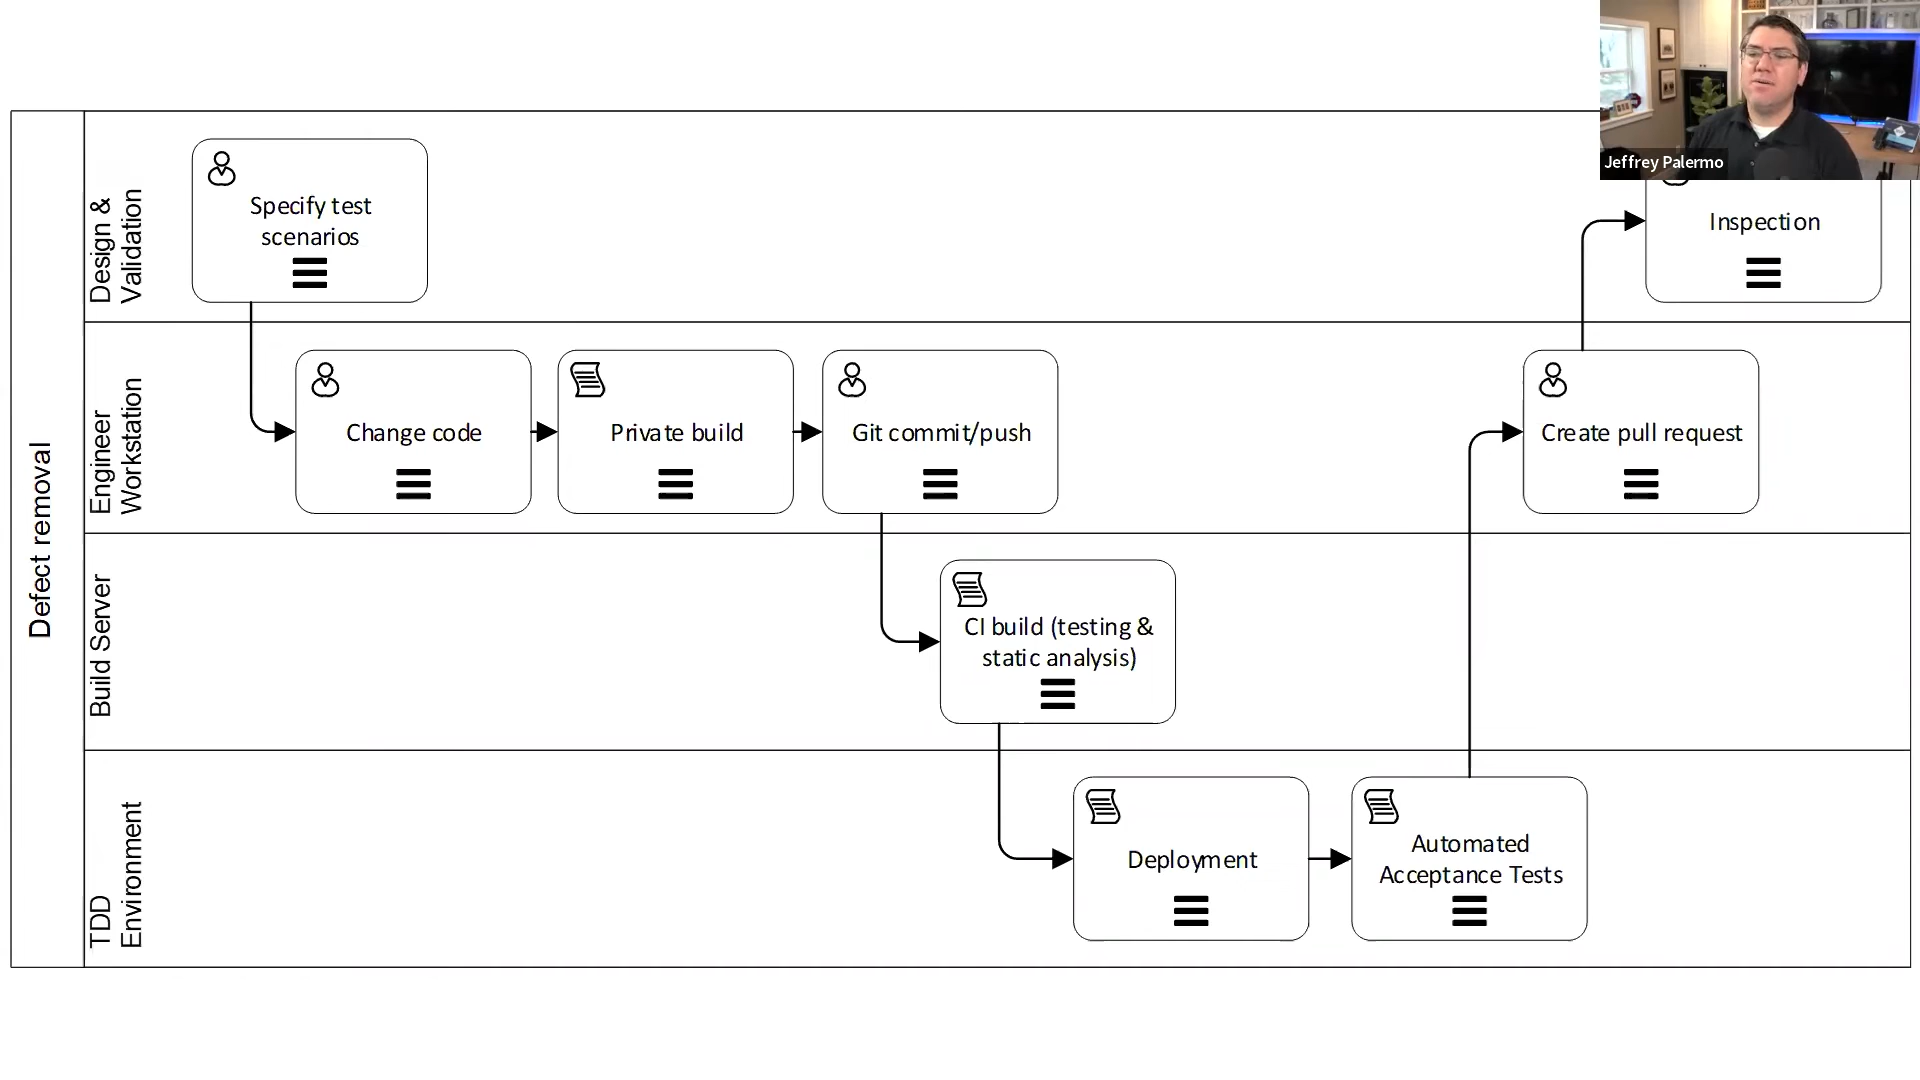 Jeffrey Palermo
Defect removal
Design &
Validation
Specify test
scenarios
Inspection
Engineer
Workstation
Change code
Private build
Git commit/push
Create pull request
Build Server
CI build (testing &
static analysis)
TDD
Environment
Deployment
Automated
Acceptance Tests